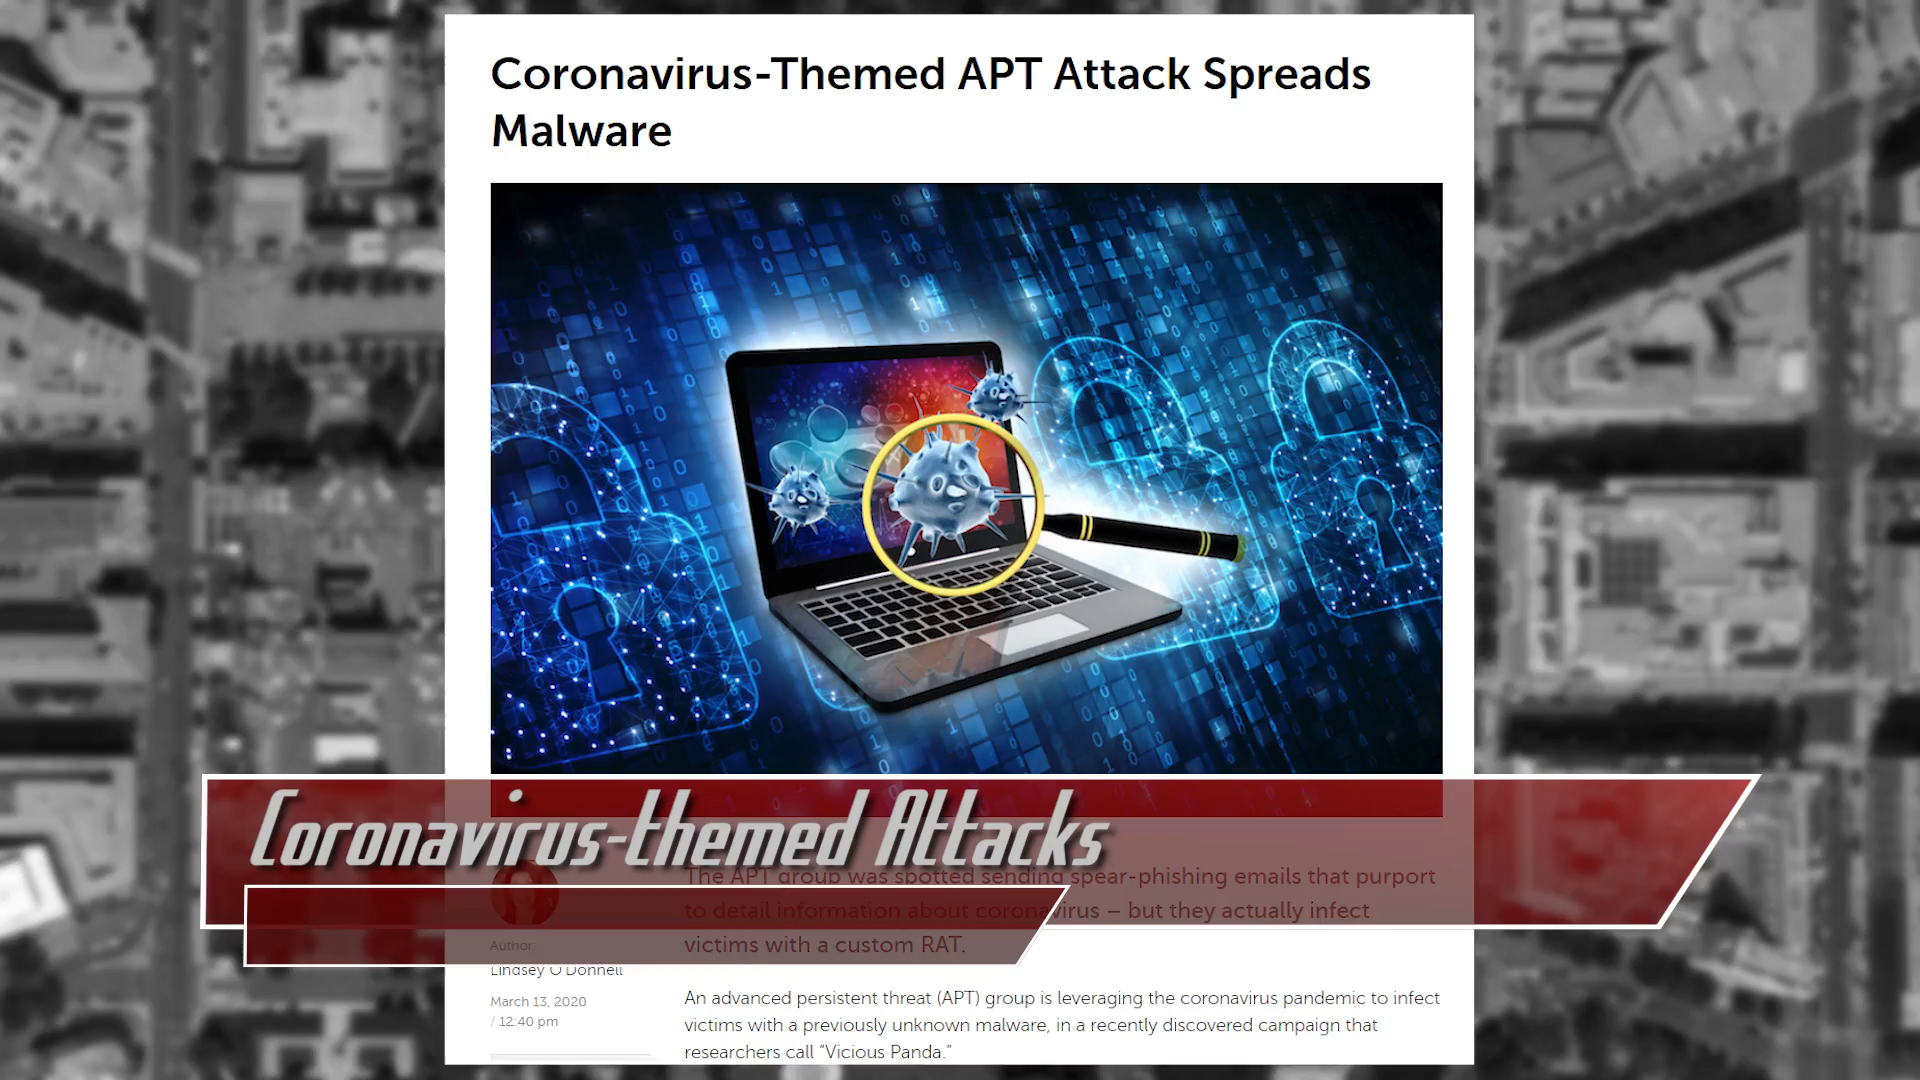 Coronavirus-Themed APT Attack Spreads
Malware
Coronavirus-themed Attacks
The APT group was spotted sending spear-phishing emails that purport
to detail information about coronavirus – but they actually infect
victims with a custom RAT.
Author:
Lindsey O'Donnell
March 13, 2020
/ 12:40 pm
An advanced persistent threat (APT) group is leveraging the coronavirus pandemic to infect
victims with a previously unknown malware, in a recently discovered campaign that
researchers call “Vicious Panda.”